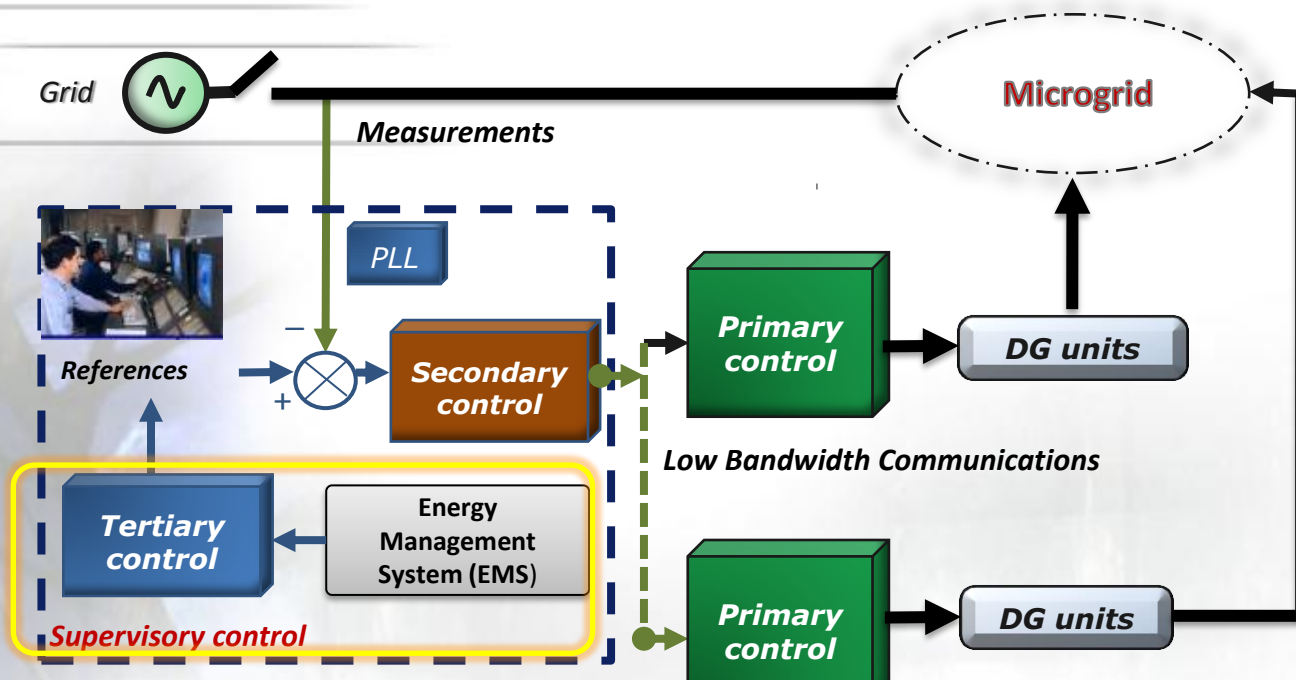 Grid
Microgrid
Measurements
PLL
–
References
+
Secondary
control
Primary
control
DG units
Low Bandwidth Communications
Tertiary
control
Energy
Management
System (EMS)
Supervisory control
Primary
control
DG units